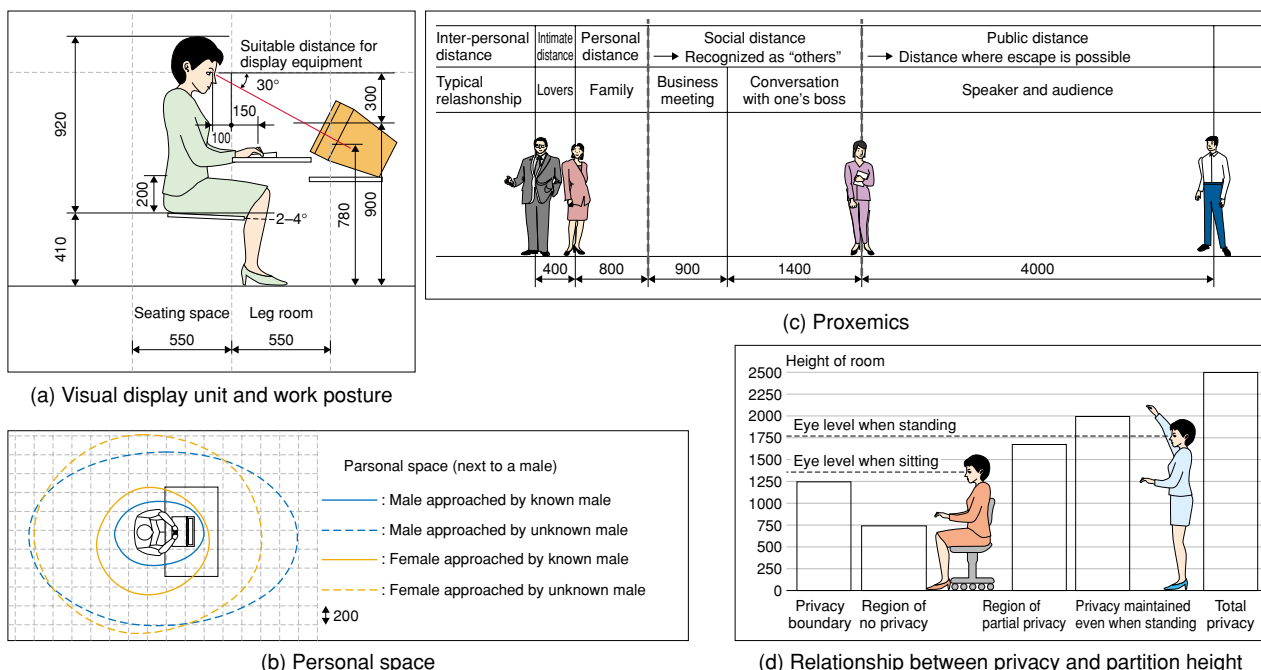 Suitable distance for
display equipment
30°
150
100
300
920
200
2–4°
780
900
410
Seating space
Leg room
550
550
(a) Visual display unit and work posture
Inter-personal
distance
Intimate
distance
Personal
distance
Social distance
→ Recognized as “others”
Public distance
→ Distance where escape is possible
Typical
relashonship
Lovers
Family
Business
meeting
Conversation
with one’s boss
Speaker and audience
400
800
900
1400
4000
(c) Proxemics
Parsonal space (next to a male)
: Male approached by known male
: Male approached by unknown male
: Female approached by known male
: Female approached by unknown male
200
(b) Personal space
Height of room
2500
2250
2000
1750
1500
1250
1000
750
500
250
0
Eye level when standing
Eye level when sitting
Privacy
boundary
Region of
no privacy
Region of
partial privacy
Privacy maintained
even when standing
Total
privacy
(d) Relationship between privacy and partition height